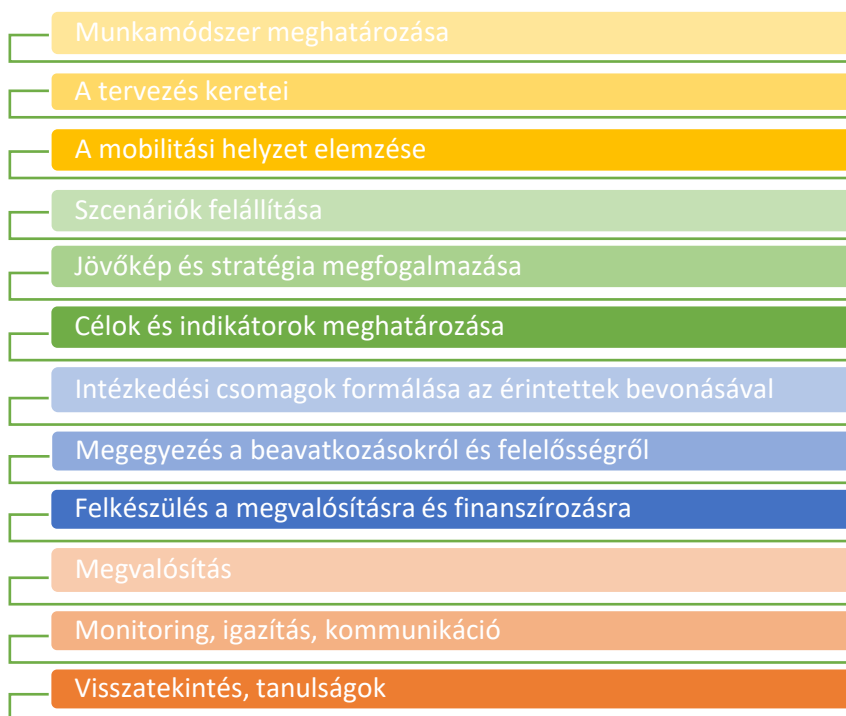 Munkamódszer meghatározása
A tervezés keretei
A mobilitási helyzet elemzése
Szcenáriók felállítása
Jövőkép és stratégia megfogalmazása
Célok és indikátorok meghatározása
Intézkedési csomagok formálása az érintettek bevonásával
Megegyezés a beavatkozásokról és felelősségről
Felkészülés a megvalósításra és finanszírozásra
Megvalósítás
Monitoring, igazítás, kommunikáció
Visszatekintés, tanulságok